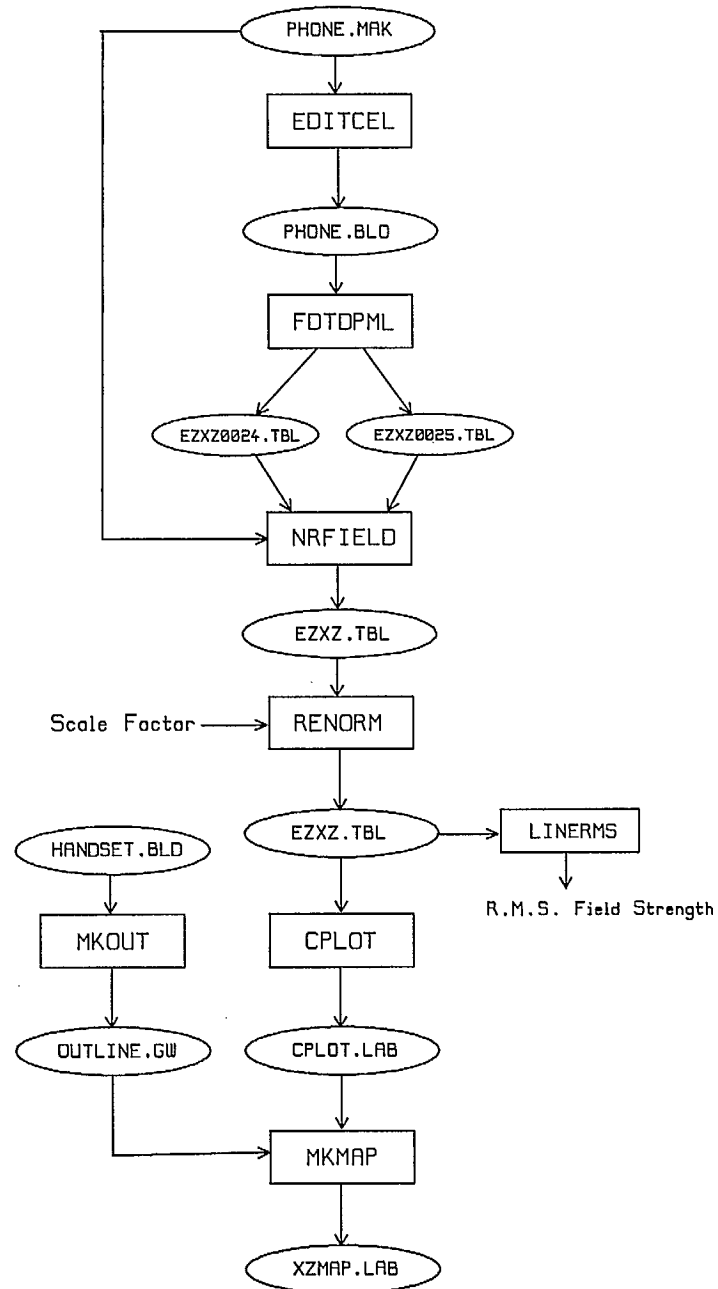 PHONE.MAK
EDITCEL
PHONE.BLD
FDTDPML
EZXZ0024.TBL
EZXZ0025.TBL
NRFIELD
EZXZ.TBL
Scale Factor
RENORM
EZXZ.TBL
LINERMS
HANDSET.BLD
R.M.S. Field Strength
MKOUT
CPLOT
OUTLINE.GW
CPLOT.LAB
MKMAP
XZMAP.LAB